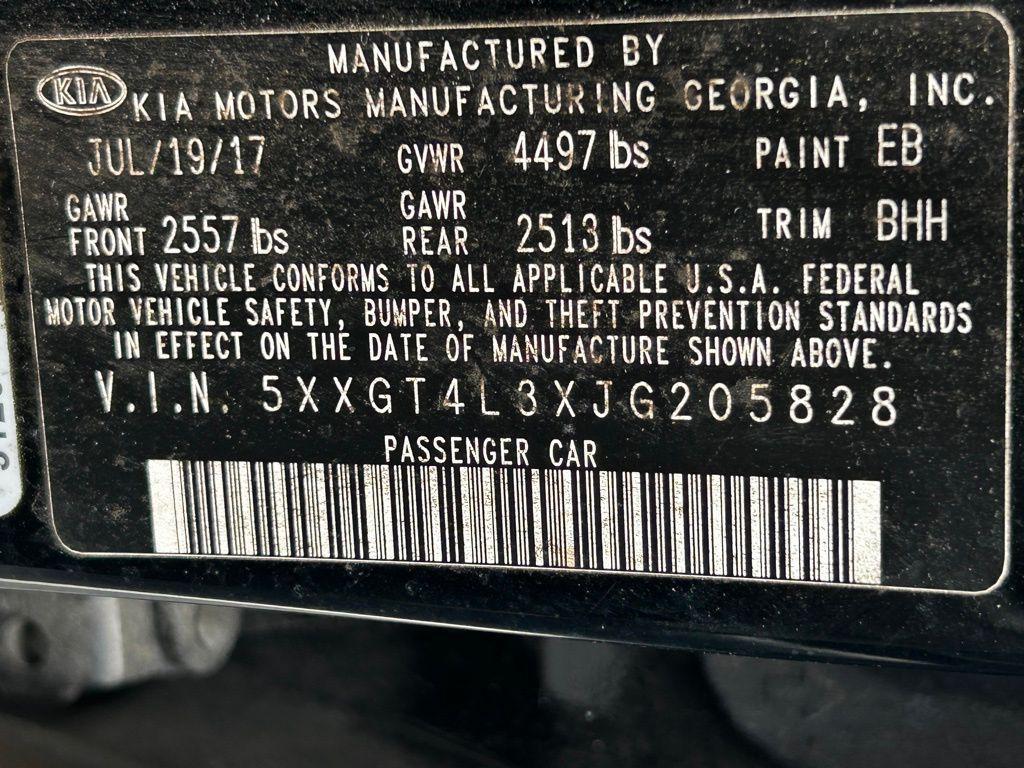 MANUFACTURED BY
KIA KIA MOTORS MANUFACTURING GEORGIA, INC.
JUL/19/17 GVWR 4497 lbs PAINT EB
GAWR FRONT 2557 lbs GAWR REAR 2513 lbs TRIM BHH
THIS VEHICLE CONFORMS TO ALL APPLICABLE U.S.A. FEDERAL
MOTOR VEHICLE SAFETY, BUMPER, AND THEFT PREVENTION STANDARDS
IN EFFECT ON THE DATE OF MANUFACTURE SHOWN ABOVE.
V.I.N. 5XXGT4L3XJG205828
PASSENGER CAR